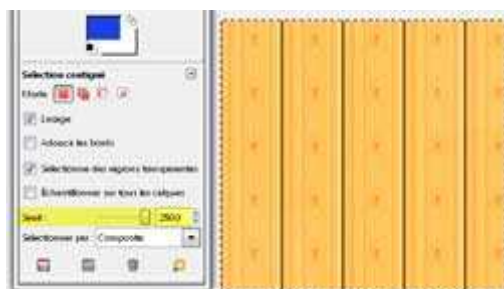 Sélection contiguë
Mode :
Lissage
Adoucir les bords
Sélectionner des régions transparentes
Échantillonner sur tous les calques
Seuil :
Sélectionner par : Composite